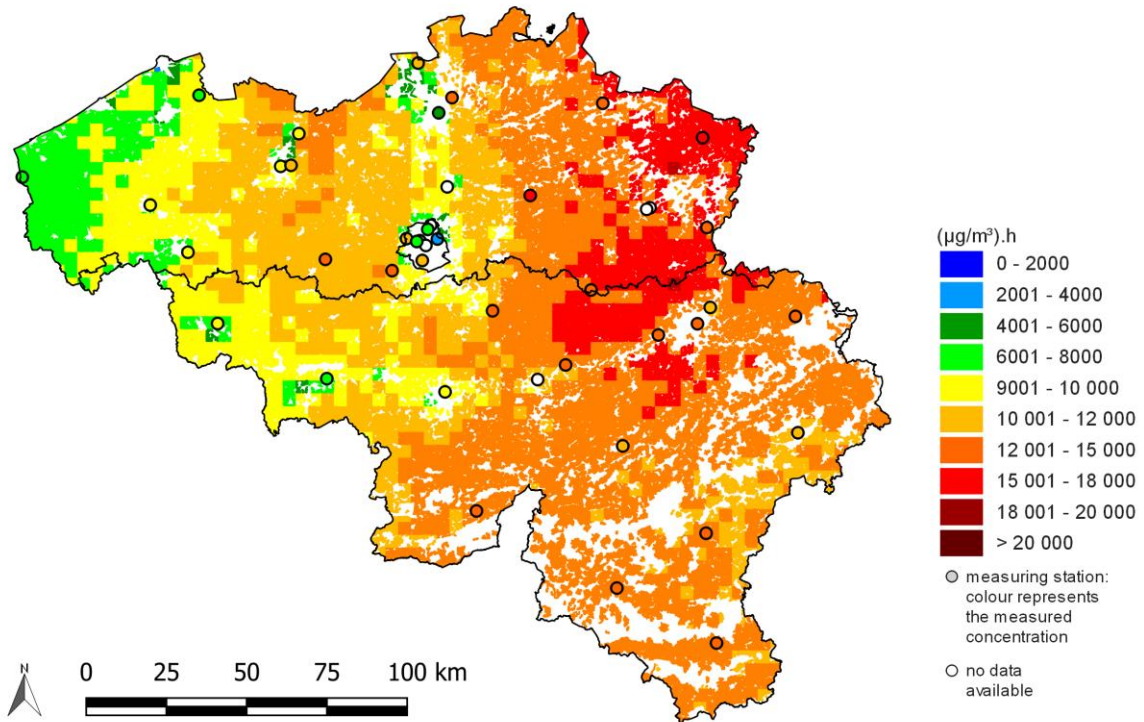 (µg/m³).h
0 - 2000
2001 - 4000
4001 - 6000
6001 - 8000
9001 - 10 000
10 001 - 12 000
12 001 - 15 000
15 001 - 18 000
18 001 - 20 000
> 20 000
measuring station:
colour represents
the measured
concentration
no data
available
N
0 25 50 75 100 km